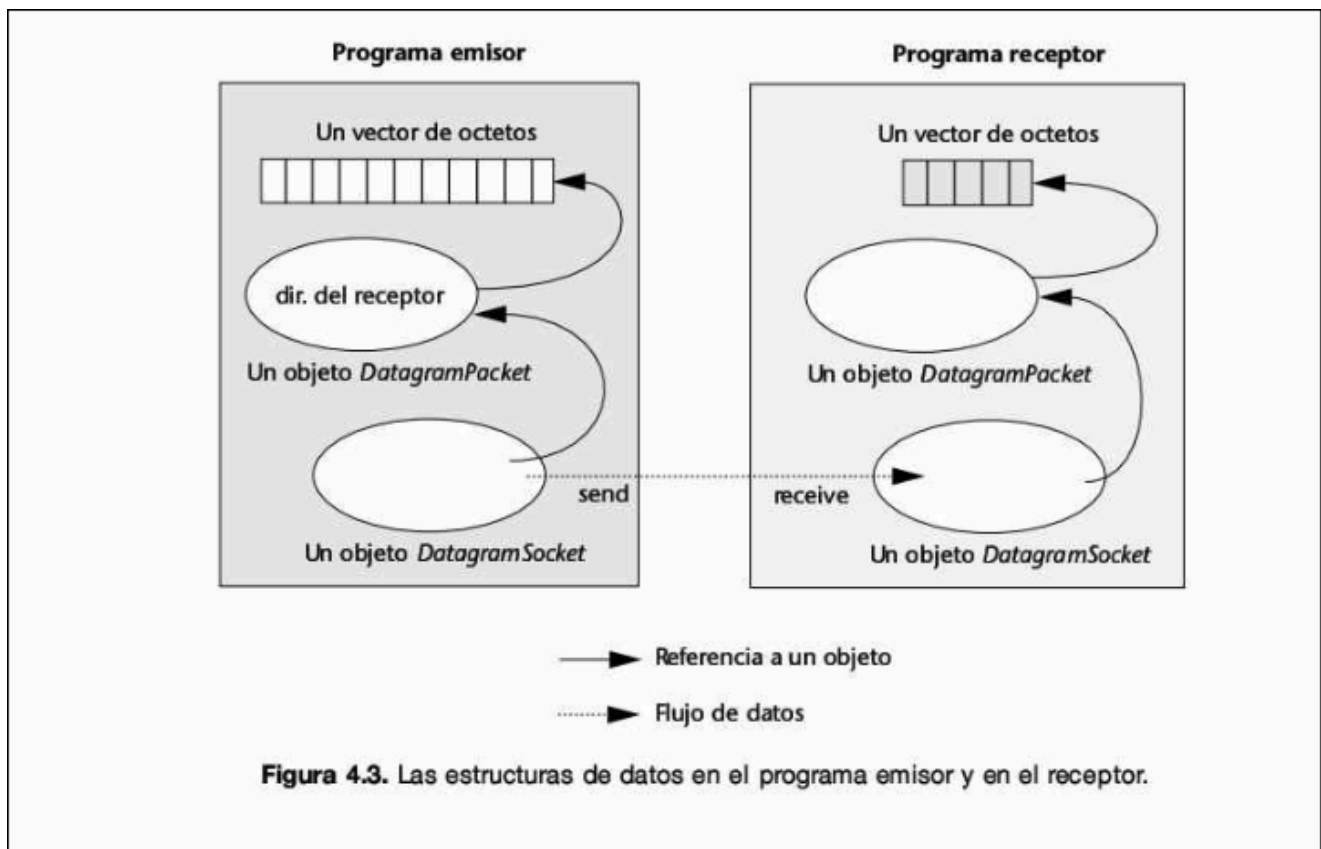 Programa emisor
Un vector de octetos
dir. del receptor
Un objeto DatagramPacket
send
Un objeto DatagramSocket
Programa receptor
Un vector de octetos
Un objeto DatagramPacket
receive
Un objeto DatagramSocket
Referencia a un objeto
Flujo de datos
Figura 4.3. Las estructuras de datos en el programa emisor y en el receptor.